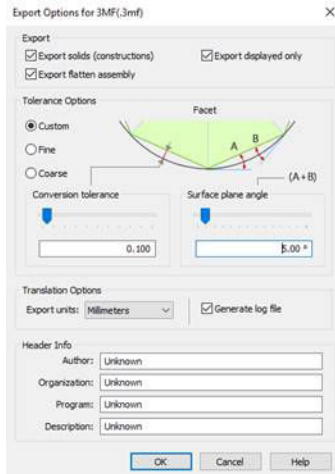 Export Options for 3MF(.3mf)
Export
Export solids (constructions)
Export displayed only
Export flatten assembly
Tolerance Options
Custom
Fine
Coarse
Facet
A
B
(A+B)
Conversion tolerance
0.100
Surface plane angle
5.00 °
Translation Options
Export units: Millimeters
Generate log file
Header Info
Author: Unknown
Organization: Unknown
Program: Unknown
Description: Unknown
OK Cancel Help